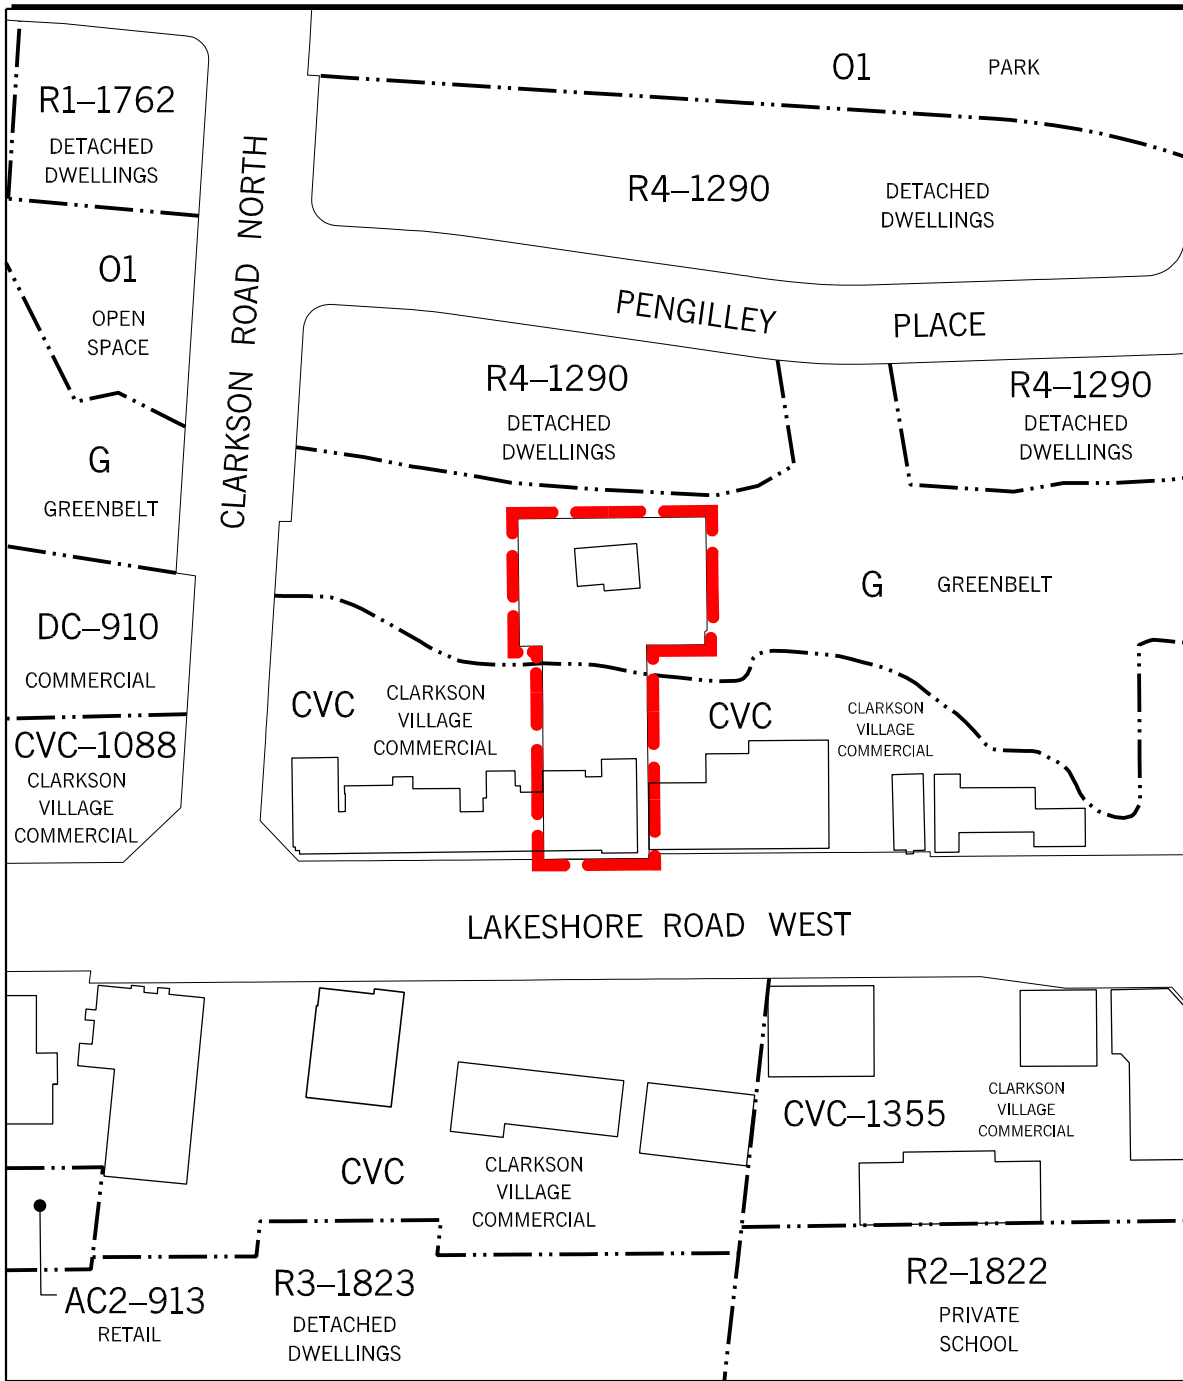 O1
PARK
R1–1762
DETACHED
DWELLINGS
R4–1290
DETACHED
DWELLINGS
CLARKSON ROAD NORTH
O1
OPEN
SPACE
PENGILLEY PLACE
R4–1290
DETACHED
DWELLINGS
R4–1290
DETACHED
DWELLINGS
G
GREENBELT
G
GREENBELT
DC–910
COMMERCIAL
CVC
CLARKSON
VILLAGE
COMMERCIAL
CVC
CLARKSON
VILLAGE
COMMERCIAL
CVC–1088
CLARKSON
VILLAGE
COMMERCIAL
LAKESHORE ROAD WEST
CVC–1355
CLARKSON
VILLAGE
COMMERCIAL
CVC
CLARKSON
VILLAGE
COMMERCIAL
AC2–913
RETAIL
R3–1823
DETACHED
DWELLINGS
R2–1822
PRIVATE
SCHOOL